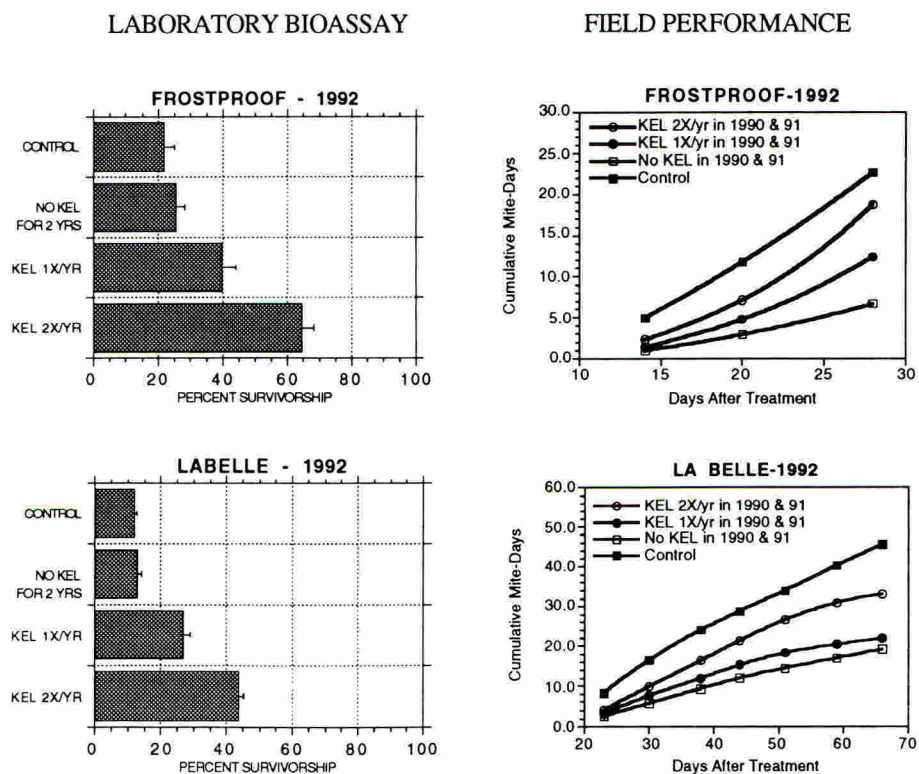 LABORATORY BIOASSAY
FROSTPROOF - 1992
CONTROL
NO KEL
FOR 2 YRS
KEL 1X/YR
KEL 2X/YR
0 20 40 60 80 100
PERCENT SURVIVORSHIP
LABELLE - 1992
CONTROL
NO KEL
FOR 2 YRS
KEL 1X/YR
KEL 2X/YR
0 20 40 60 80 100
PERCENT SURVIVORSHIP
FIELD PERFORMANCE
FROSTPROOF-1992
Cumulative Mite-Days
30.0
25.0
20.0
15.0
10.0
5.0
0.0
KEL 2X/yr in 1990 & 91
KEL 1X/yr in 1990 & 91
No KEL in 1990 & 91
Control
10 15 20 25 30
Days After Treatment
LA BELLE-1992
Cumulative Mite-Days
60.0
50.0
40.0
30.0
20.0
10.0
0.0
KEL 2X/yr in 1990 & 91
KEL 1X/yr in 1990 & 91
No KEL in 1990 & 91
Control
20 30 40 50 60 70
Days After Treatment